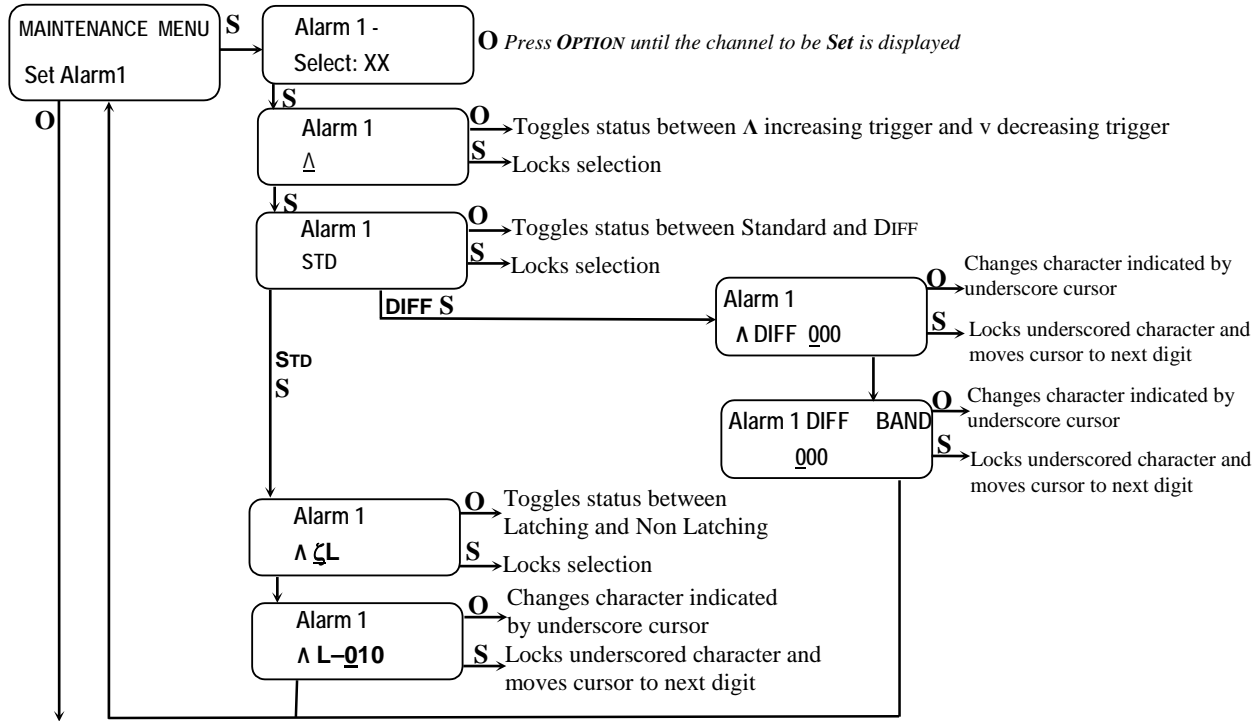 MAINTENANCE MENU
Set Alarm1
S
O
Alarm 1 -
Select: XX
O Press OPTION until the channel to be Set is displayed
S
Alarm 1
Λ
O
Toggles status between Λ increasing trigger and v decreasing trigger
S
Locks selection
S
Alarm 1
STD
O
Toggles status between Standard and DIFF
S
Locks selection
DIFF S
Alarm 1
Λ DIFF 000
O
Changes character indicated by
underscore cursor
S
Locks underscored character and
moves cursor to next digit
Alarm 1 DIFF BAND
000
O
Changes character indicated by
underscore cursor
S
Locks underscored character and
moves cursor to next digit
STD
S
Alarm 1
Λ ζL
O
Toggles status between
Latching and Non Latching
S
Locks selection
Alarm 1
Λ L–010
O
Changes character indicated
by underscore cursor
S
Locks underscored character and
moves cursor to next digit